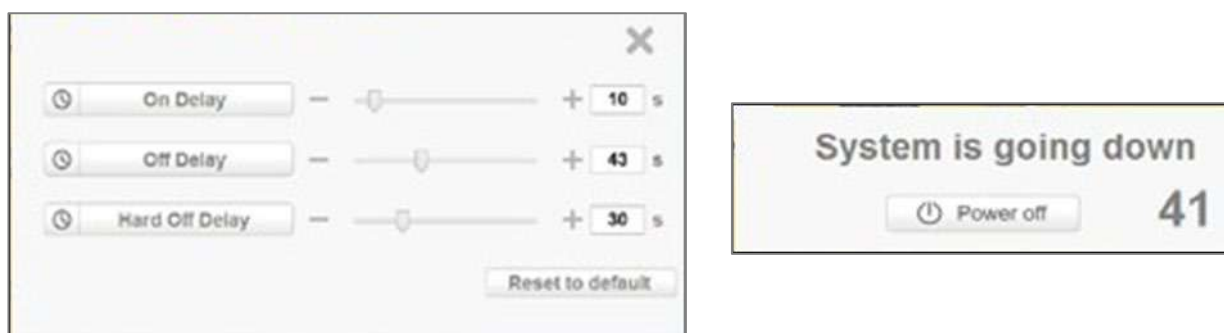 On Delay 10 s
Off Delay 43 s
Hard Off Delay 30 s
Reset to default
System is going down
Power off 41